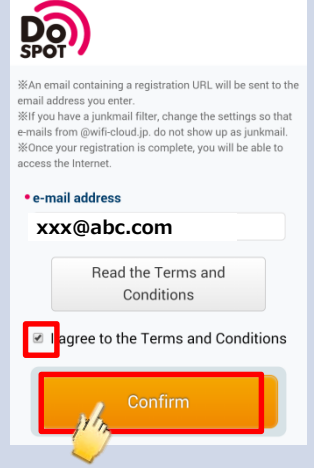 Do
SPOT
※An email containing a registration URL will be sent to the
email address you enter.
※If you have a junkmail filter, change the settings so that
e-mails from @wifi-cloud.jp. do not show up as junkmail.
※Once your registration is complete, you will be able to
access the Internet.
• e-mail address
xxx@abc.com
Read the Terms and
Conditions
I agree to the Terms and Conditions
Confirm